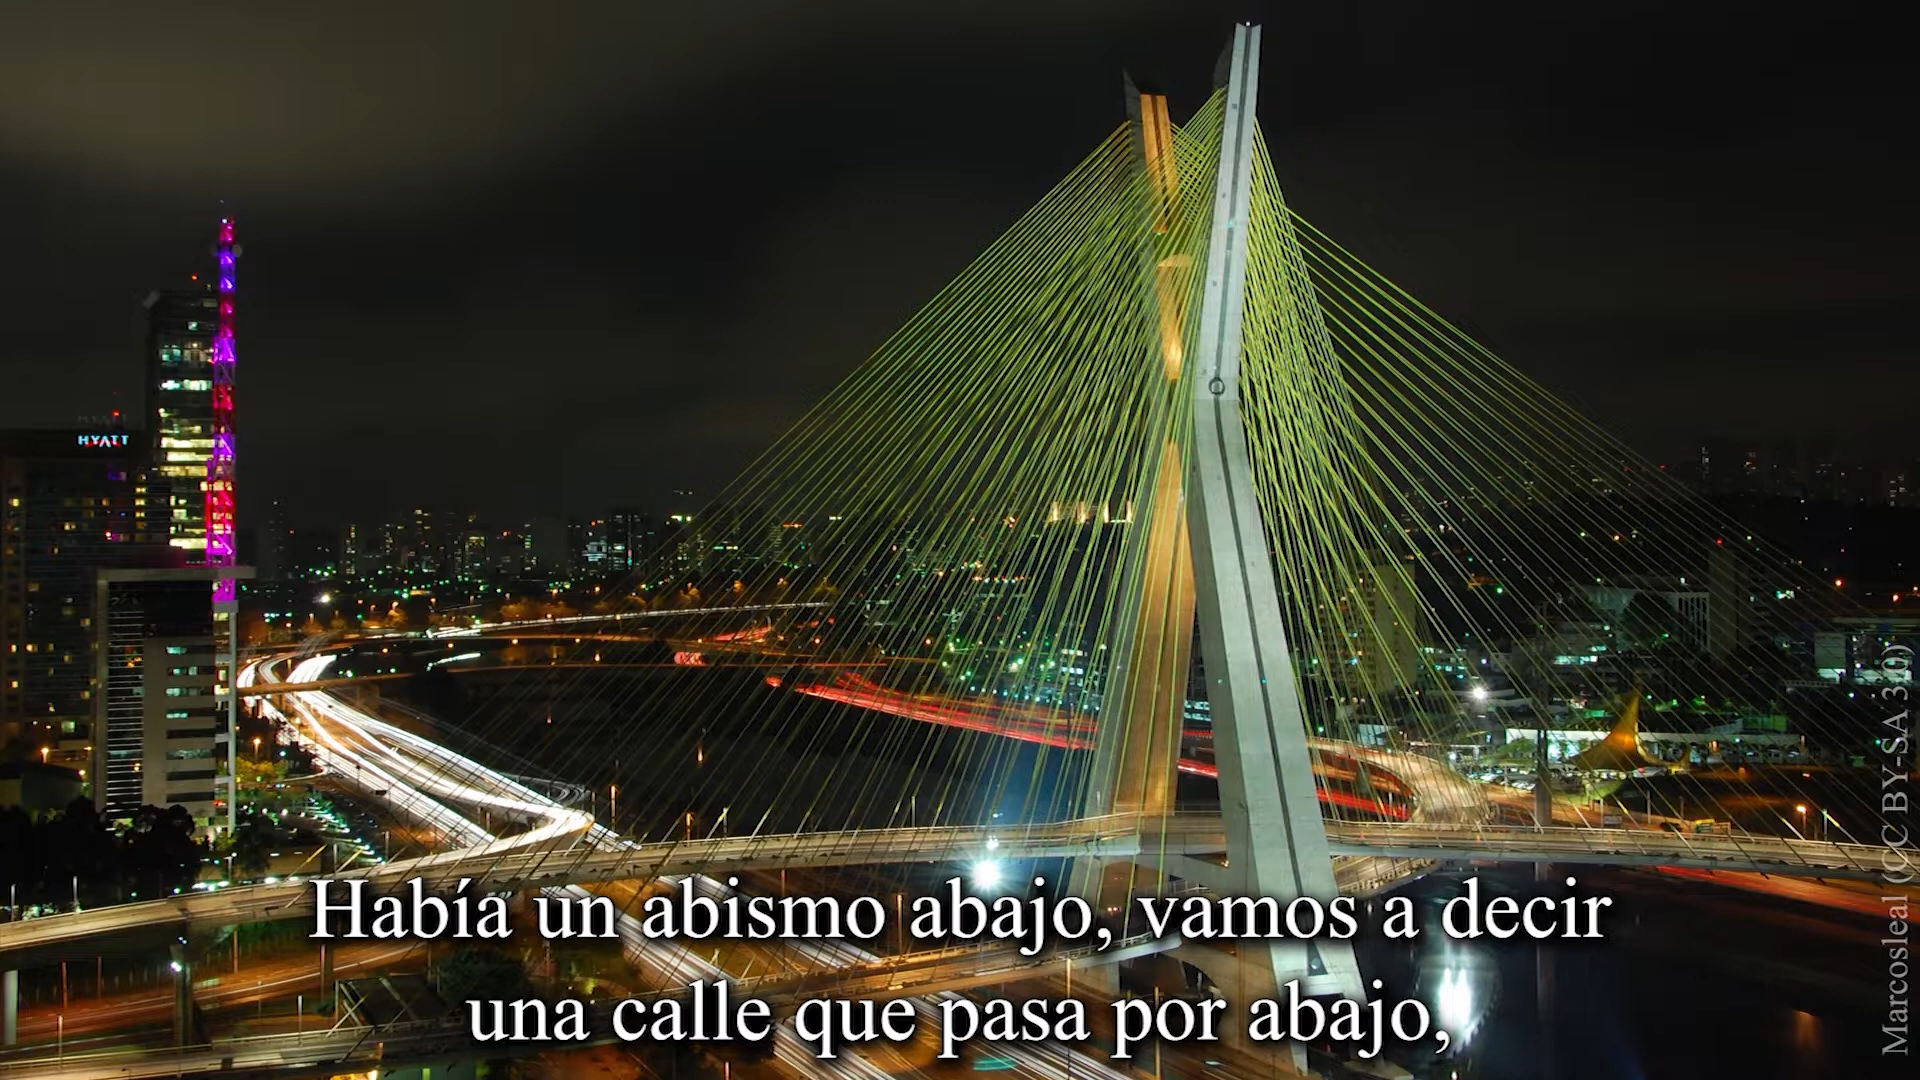 HYATT
Había un abismo abajo, vamos a decir
una calle que pasa por abajo,
Marcosleal (CC BY-SA 3.0)